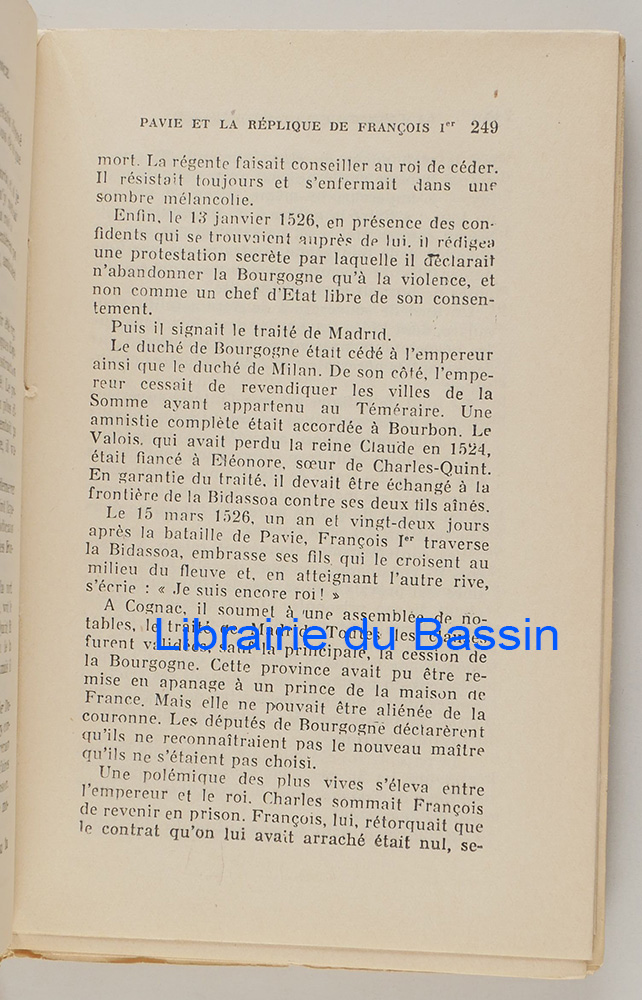 PAVIE ET LA RÉPLIQUE DE FRANÇOIS Iᵉʳ 249
mort. La régente faisait conseiller au roi de céder.
Il résistait toujours et s'enfermait dans une
sombre mélancolie.
Enfin, le 13 janvier 1526, en présence des con-
fidents qui se trouvaient auprès de lui, il rédigea
une protestation secrète par laquelle il déclarait
n'abandonner la Bourgogne qu'à la violence, et
non comme un chef d'Etat libre de son consen-
tement.
Puis il signait le traité de Madrid.
Le duché de Bourgogne était cédé à l'empereur
ainsi que le duché de Milan. De son côté, l'empe-
reur cessait de revendiquer les villes de la
Somme ayant appartenu au Téméraire. Une
amnistie complète était accordée à Bourbon. Le
Valois, qui avait perdu la reine Claude en 1524,
était fiancé à Eléonore, sœur de Charles-Quint.
En garantie du traité, il devait être échangé à la
frontière de la Bidassoa contre ses deux fils aînés.
Le 15 mars 1526, un an et vingt-deux jours
après la bataille de Pavie, François Iᵉʳ traverse
la Bidassoa, embrasse ses fils qui le croisent au
milieu du fleuve et, en atteignant l'autre rive,
s'écrie : « Je suis encore roi ! »
A Cognac, il soumet à une assemblée de no-
tables, le traité de Madrid. Toutes les clauses
Librairie du Bassin
furent validées, sauf la principale, la cession de
la Bourgogne. Cette province avait pu être re-
mise en apanage à un prince de la maison de
France. Mais elle ne pouvait être aliénée de la
couronne. Les députés de Bourgogne déclarèrent
qu'ils ne reconnaîtraient pas le nouveau maître
qu'ils ne s'étaient pas choisi.
Une polémique des plus vives s'éleva entre
l'empereur et le roi. Charles sommait François
de revenir en prison. François, lui, rétorquait que
le contrat qu'on lui avait arraché était nul, se-